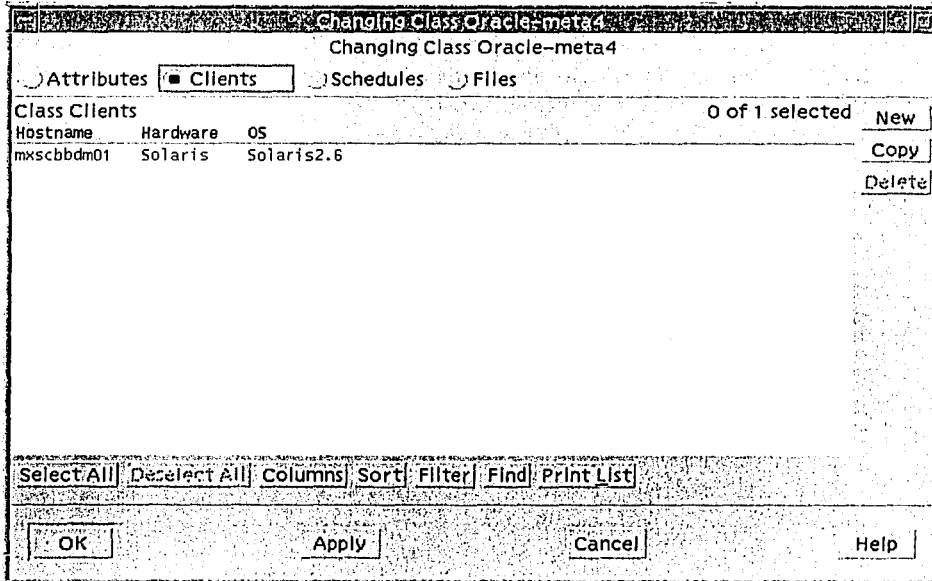 Changing Class Oracle-meta4
Changing Class Oracle-meta4
Attributes Clients Schedules Files
Class Clients 0 of 1 selected
Hostname Hardware OS
mxscbbdm01 Solaris Solaris2.6
New
Copy
Delete
Select All Deselect All Columns Sort Filter Find Print List
OK Apply Cancel Help